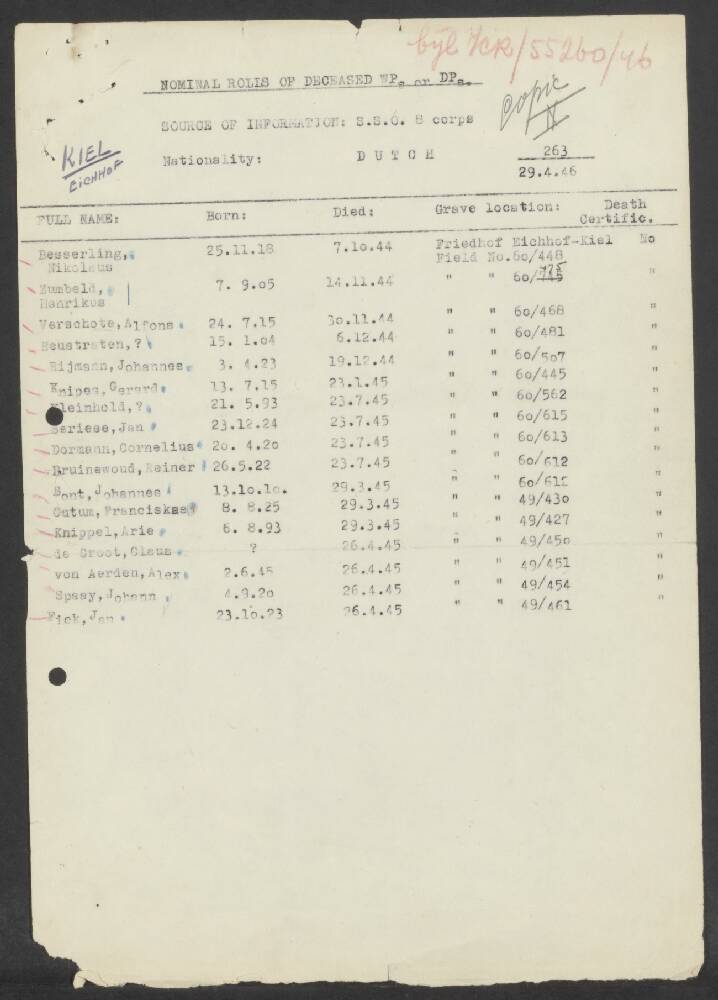 byl KR/55260/46
NOMINAL ROLLS OF DECEASED WPs or DPs.
copie
N
SOURCE OF INFORMATION: S.S.O. 8 corps
KIEL
EICHHOF
Nationality: DUTCH 263
29.4.46
FULL NAME: Born: Died: Grave location: Death Certific.
Besserling, Nikolaus 25.11.18 7.10.44 Friedhof Eichhof-Kiel Field No.60/448 No
Zumbeld, Henrikus 7. 9.05 14.11.44 " " 60/745 775 "
Verschote, Alfons 24. 7.15 30.11.44 " " 60/468 "
Heustraten, ? 15. 1.04 6.12.44 " " 60/481 "
Rijmann, Johannes 3. 4.23 19.12.44 " " 60/507 "
Knipes, Gerard 13. 7.15 23.1.45 " " 60/445 "
Kleinhold, ? 21. 5.93 23.7.45 " " 60/562 "
Seriese, Jan 23.12.24 23.7.45 " " 60/615 "
Dormann, Cornelius 20. 4.20 23.7.45 " " 60/613 "
Bruinewoud, Reiner 26.5.22 23.7.45 " " 60/612 "
Bont, Johannes 13.10.10. 29.3.45 " " "
Outum, Franciskas 8. 8.25 29.3.45 " " 49/430 "
Knippel, Arie 6. 8.93 29.3.45 " " 49/427 "
de Groot, Claus ? 26.4.45 " " 49/450 "
von Aerden, Alex 2.6.45 26.4.45 " " 49/451 "
Spaay, Johann 4.9.20 26.4.45 " " 49/454 "
Fick, Jan 23.10.23 26.4.45 " " 49/461 "